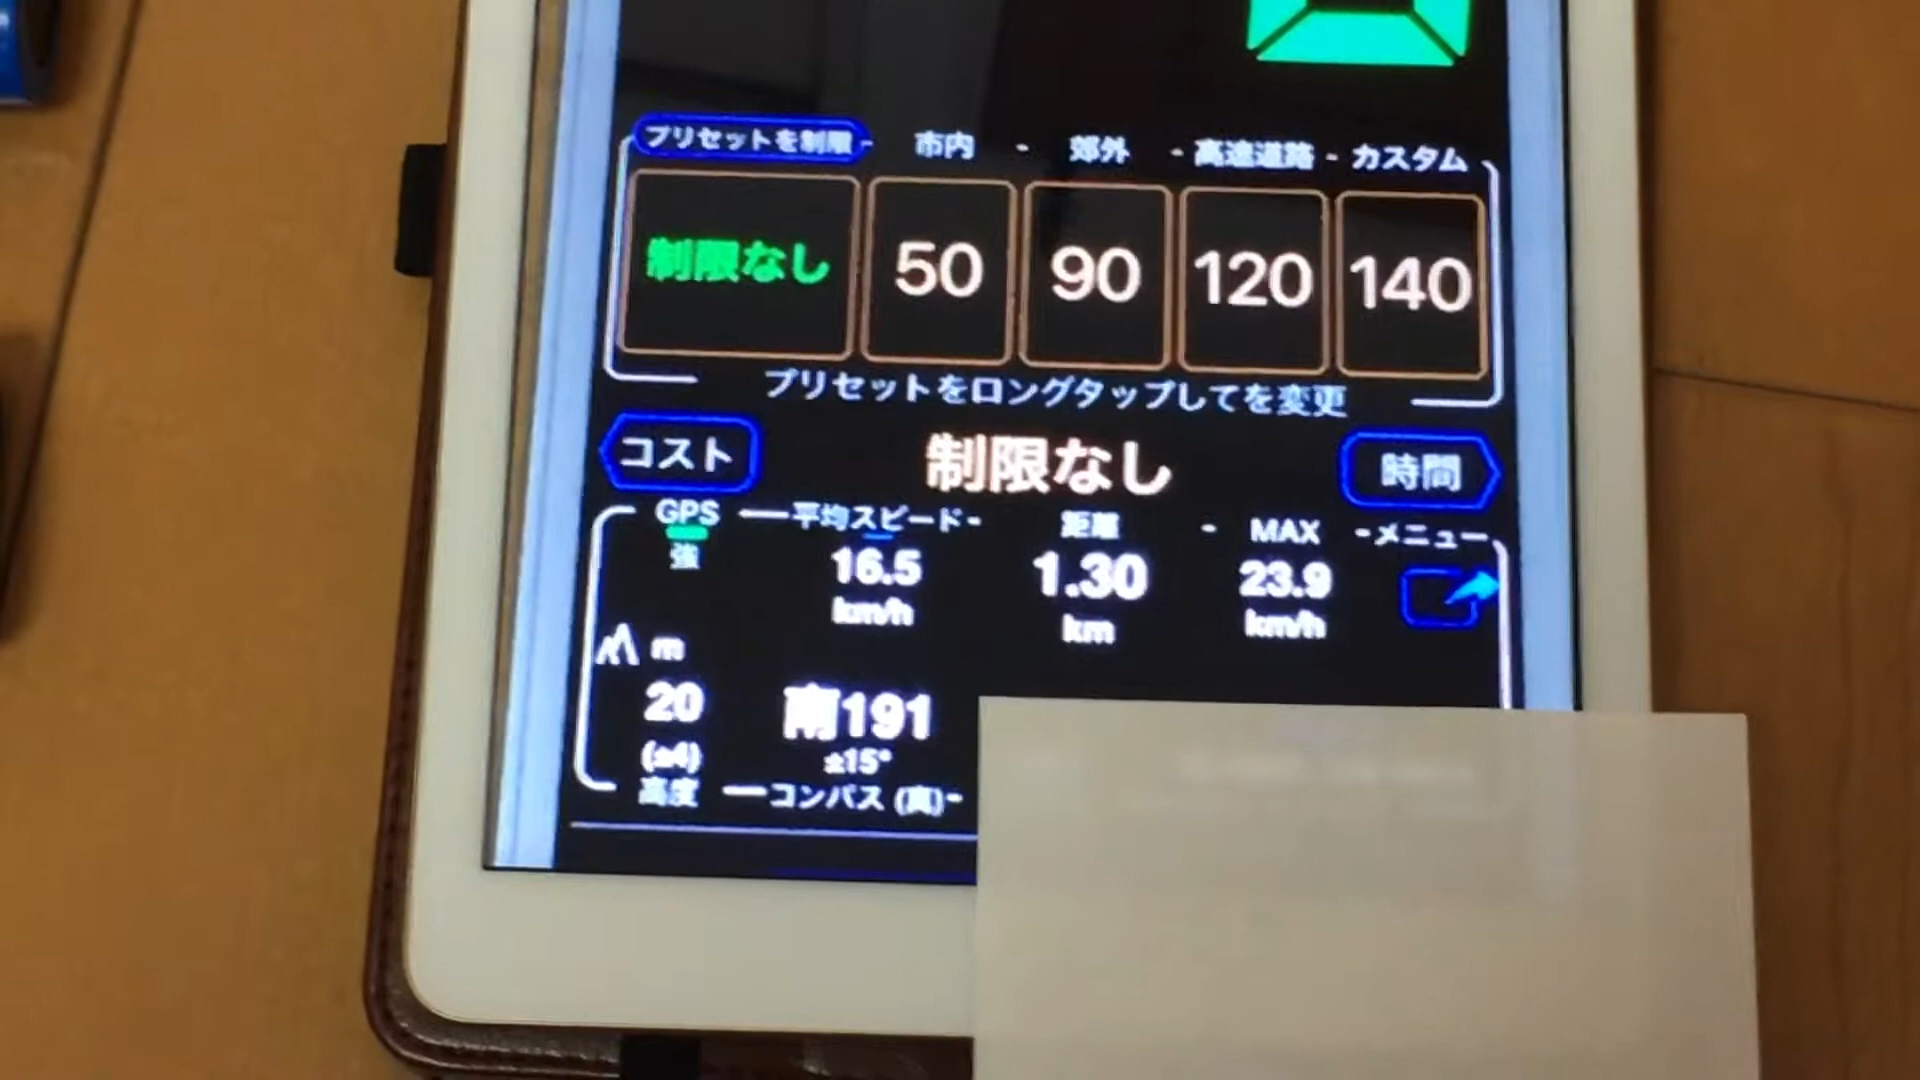 プリセットを制限 - 市内 - 郊外 - 高速道路 - カスタム
制限なし 50 90 120 140
プリセットをロングタップしてを変更
コスト 制限なし 時間
GPS 平均スピード- 距離 - MAX -メニュー
強 16.5 1.30 23.9
km/h km km/h
m
20 南191
(±4) ±15°
高度 コンパス (真)-